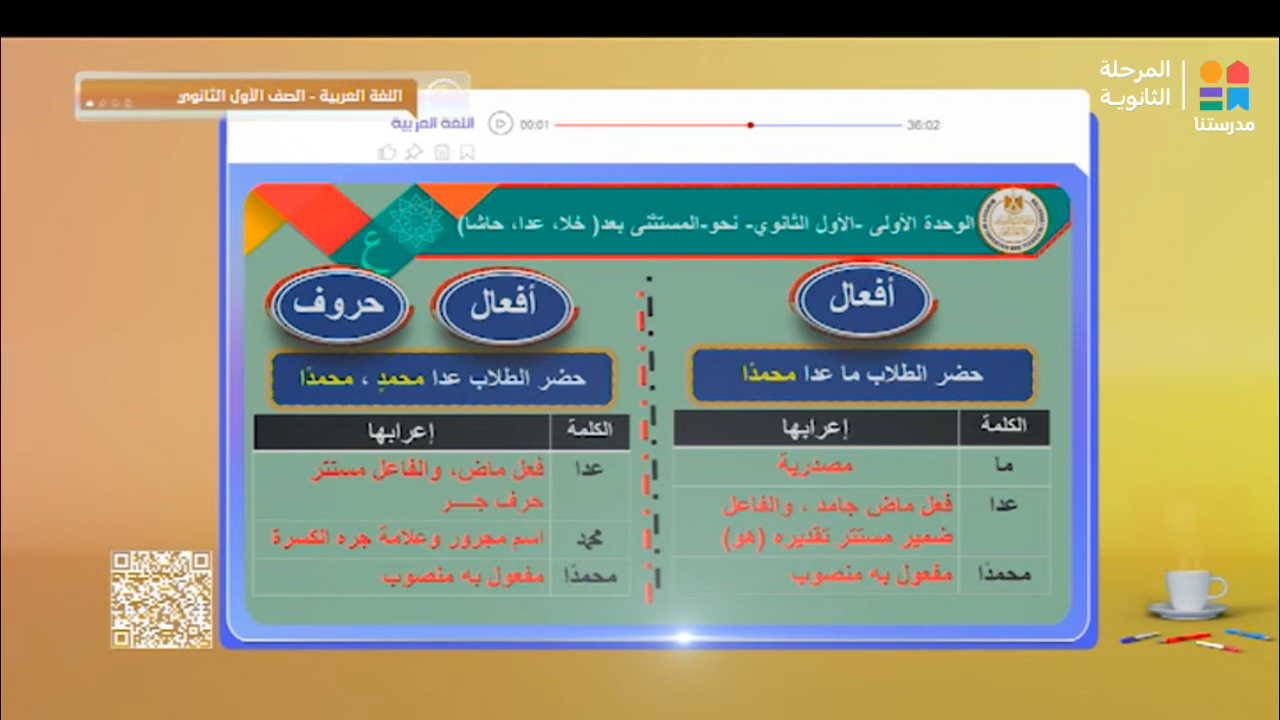 المرحلة
الثانوية
مدرستنا
اللغة العربية - الصف الأول الثانوي
اللغة العربية
00:01
36:02
الوحدة الأولى -الأول الثانوي- نحو-المستثنى بعد( خلا، عدا، حاشا)
ع
أفعال
حضر الطلاب ما عدا محمدًا
الكلمة إعرابها
ما مصدرية
عدا فعل ماض جامد ، والفاعل
ضمير مستتر تقديره (هو)
محمدًا مفعول به منصوب
أفعال حروف
حضر الطلاب عدا محمدٍ ، محمدًا
الكلمة إعرابها
عدا فعل ماض، والفاعل مستتر
حرف جـــر
محمد اسم مجرور وعلامة جره الكسرة
محمدًا مفعول به منصوب